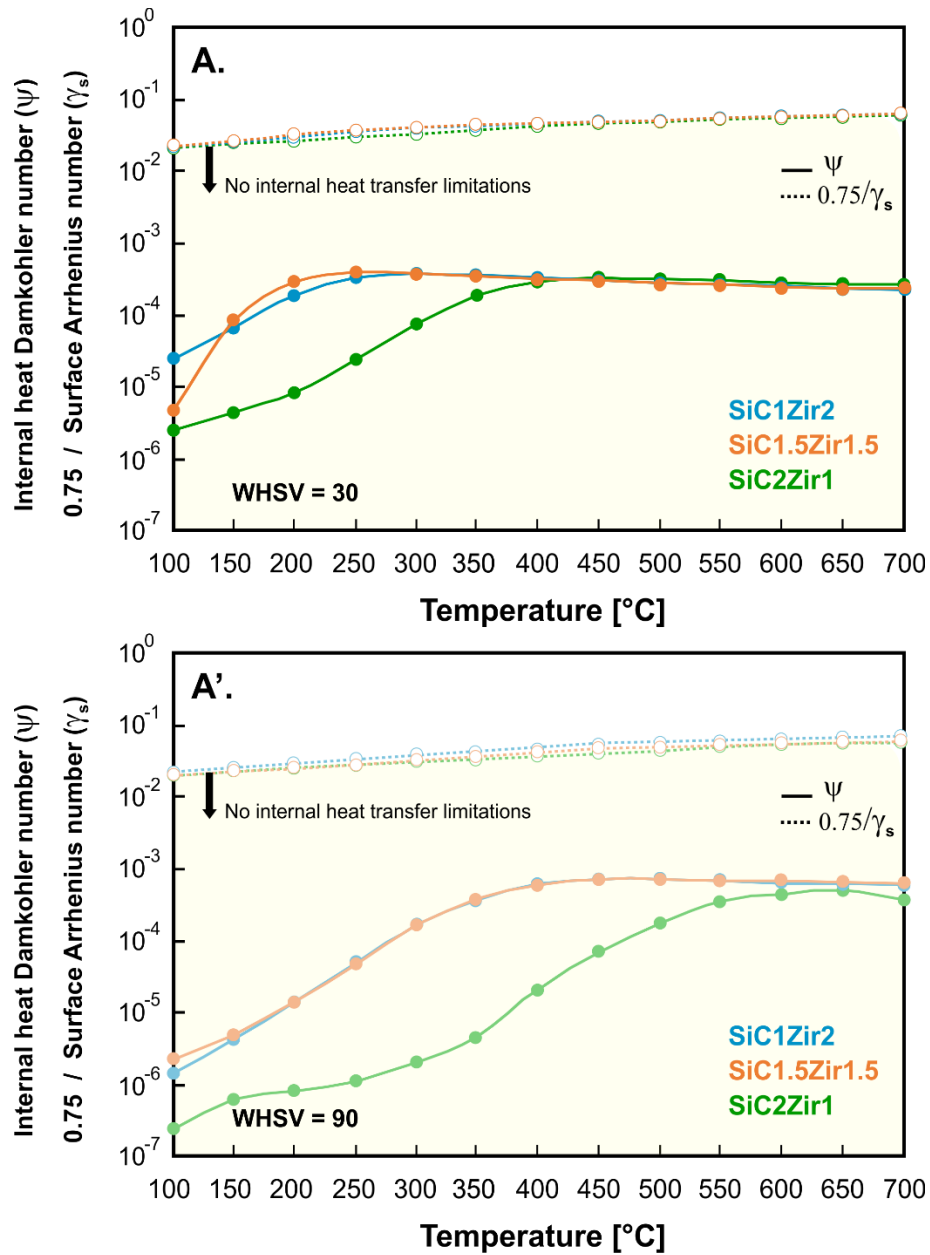 Internal heat Damkohler number (ψ)
0.75 / Surface Arrhenius number (γs)
10^0
10^-1
10^-2
10^-3
10^-4
10^-5
10^-6
10^-7
A.
No internal heat transfer limitations
ψ
0.75/γs
SiC1Zir2
SiC1.5Zir1.5
SiC2Zir1
WHSV = 30
100 150 200 250 300 350 400 450 500 550 600 650 700
Temperature [°C]
Internal heat Damkohler number (ψ)
0.75 / Surface Arrhenius number (γs)
10^0
10^-1
10^-2
10^-3
10^-4
10^-5
10^-6
10^-7
A’.
No internal heat transfer limitations
ψ
0.75/γs
SiC1Zir2
SiC1.5Zir1.5
SiC2Zir1
WHSV = 90
100 150 200 250 300 350 400 450 500 550 600 650 700
Temperature [°C]